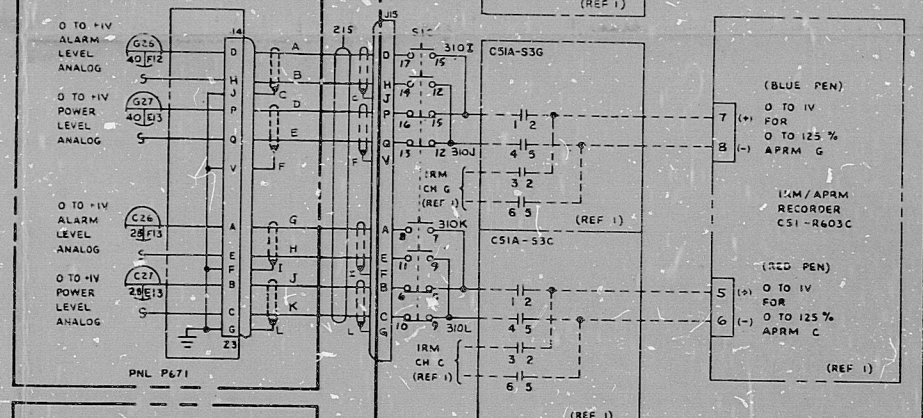 (REF 1)
0 TO +1V
ALARM
LEVEL
ANALOG
G26
40 F12
0 TO +1V
POWER
LEVEL
ANALOG
G27
40 E13
0 TO +1V
ALARM
LEVEL
ANALOG
C26
25 F13
0 TO +1V
POWER
LEVEL
ANALOG
C27
25 E13
J4
D
H
J
P
Q
V
A
E
F
B
C
G
Z3
PNL P671
A
B
C
D
E
F
G
H
I
J
K
L
215
C
F
L
J15
D
H
J
P
Q
V
A
E
F
B
C
G
17 15
310I
14 12
16 15
13 12 310J
8 7 310K
11 9
10 9 310L
IRM
CH G
(REF 1)
IRM
CH C
(REF 1)
C51A-S3G
1 2
4 5
3 2
6 5
(REF 1)
C51A-S3C
1 2
4 5
3 2
6 5
(REF 1)
7 (+)
8 (-)
(BLUE PEN)
0 TO 1V
FOR
0 TO 125 %
APRM G
IRM/APRM
RECORDER
C51-R603C
5 (+)
6 (-)
(RED PEN)
0 TO 1V
FOR
0 TO 125%
APRM C
(REF 1)